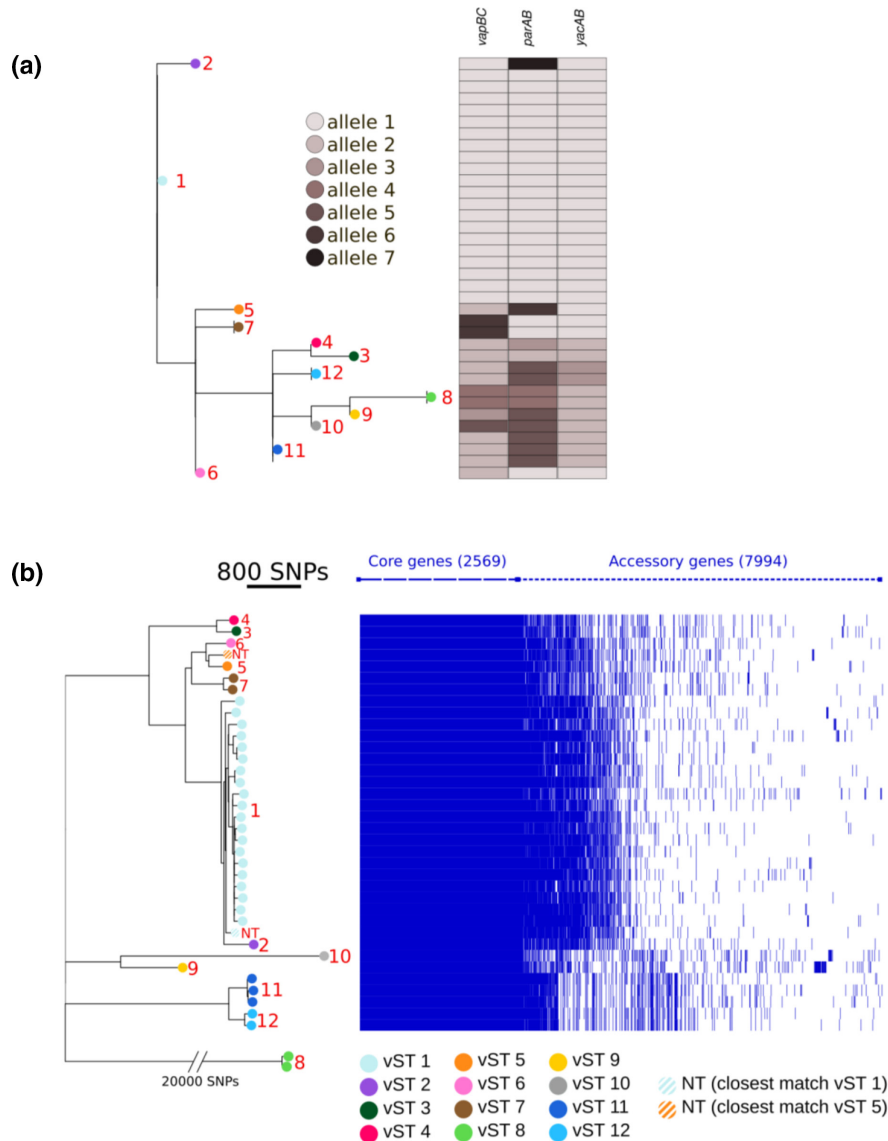 (a)
vapBC
parAB
yacAB
2
allele 1
allele 2
allele 3
allele 4
allele 5
allele 6
allele 7
1
5
7
4
3
12
8
9
10
11
6
(b)
800 SNPs
Core genes (2569)
Accessory genes (7994)
4
3
6
NT
5
7
1
NT
2
10
9
11
12
8
20000 SNPs
vST 1
vST 5
vST 9
vST 2
vST 6
vST 10
vST 3
vST 7
vST 11
vST 4
vST 8
vST 12
NT (closest match vST 1)
NT (closest match vST 5)